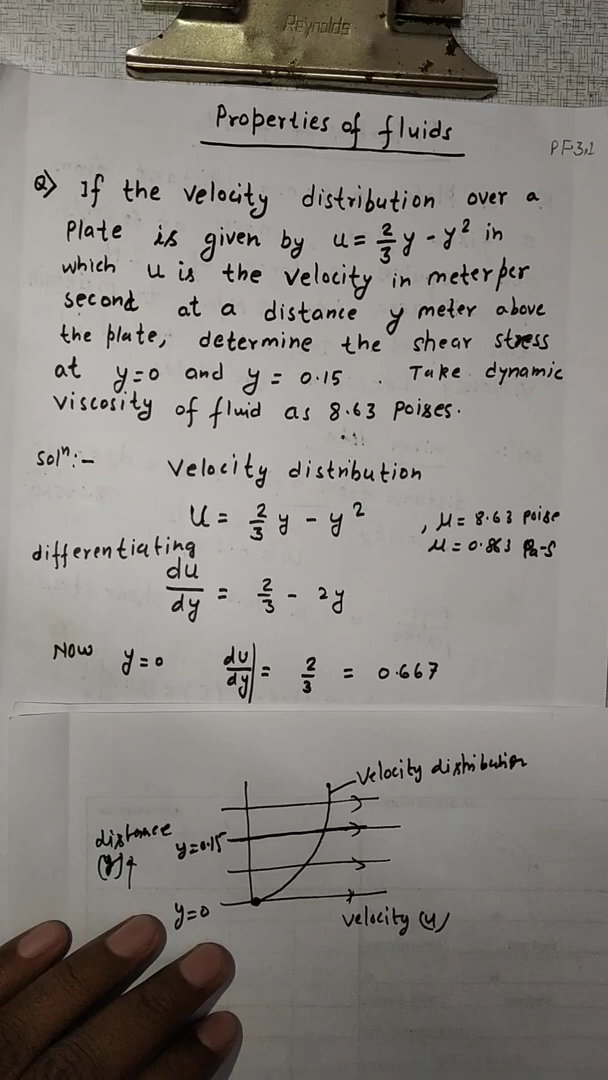 Reynolds
Properties of fluids
PF3.1
Q) If the velocity distribution over a
Plate is given by u = 2/3 y - y² in
which u is the velocity in meter per
second at a distance y meter above
the plate, determine the shear stress
at y=0 and y = 0.15 . Take dynamic
viscosity of fluid as 8.63 poises.
Solⁿ:- Velocity distribution
U = 2/3 y - y² , μ = 8.63 poise
differentiating μ = 0.863 Pa-S
du/dy = 2/3 - 2y
Now y=0 du/dy| = 2/3 = 0.667
Velocity distribution
distance
(y)↑
y=0.15
y=0
velocity (u)